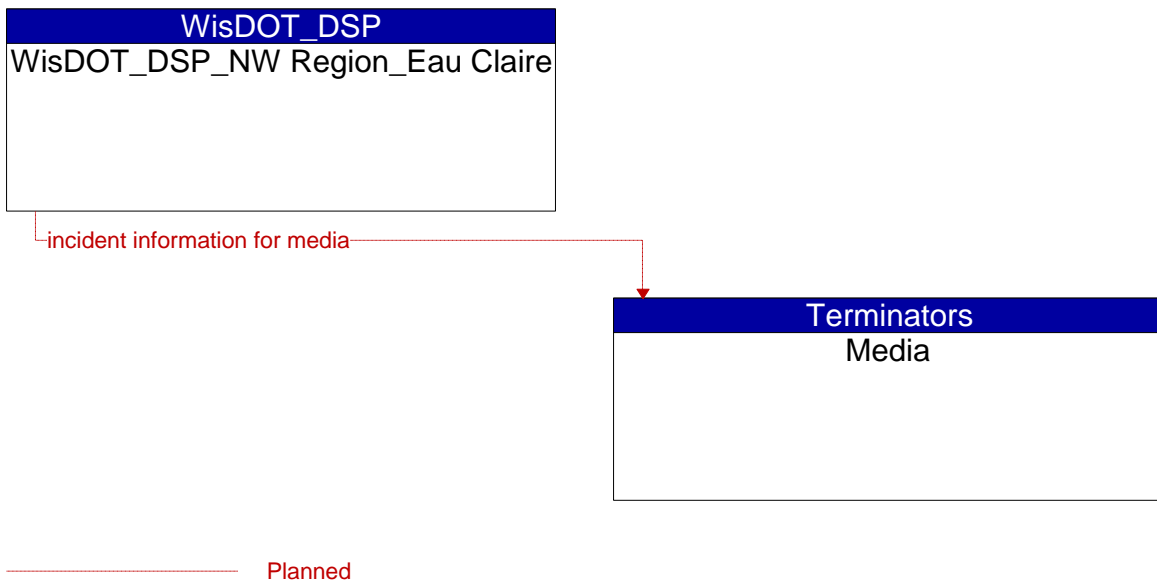 WisDOT_DSP
WisDOT_DSP_NW Region_Eau Claire
incident information for media
Terminators
Media
Planned